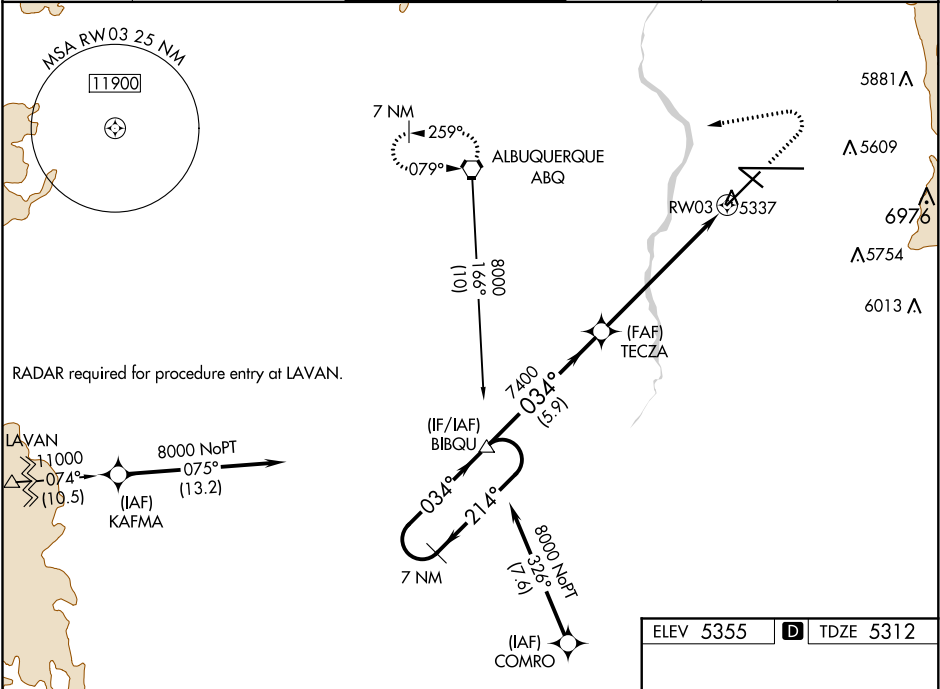 MSA RW03 25 NM
11900
5881
7 NM
259°
079°
ALBUQUERQUE
ABQ
5609
RW03
5337
6976
8000
166°
(10)
5754
6013
(FAF)
TECZA
RADAR required for procedure entry at LAVAN.
7400
034°
(5.9)
(IF/IAF)
BIBQU
LAVAN
11000
074°
(10.5)
8000 NoPT
075°
(13.2)
(IAF)
KAFMA
034°
214°
7 NM
8000 NoPT
326°
(7.6)
(IAF)
COMRO
ELEV 5355 D TDZE 5312